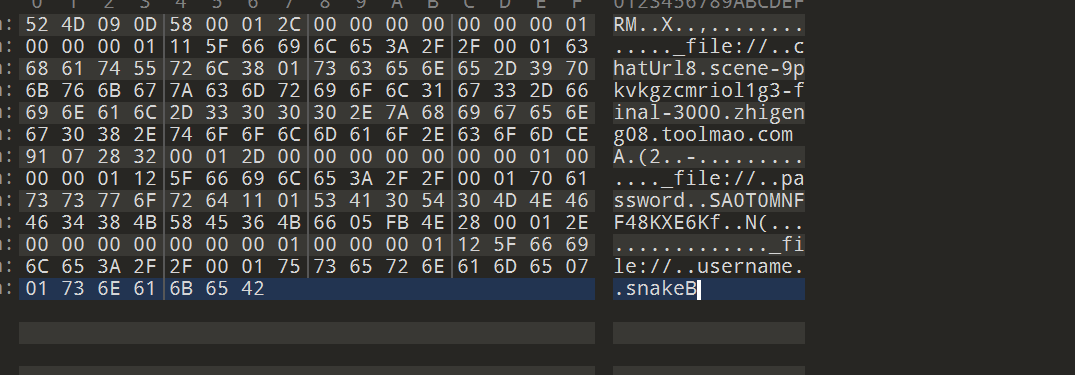 0 1 2 3 4 5 6 7 8 9 A B C D E F 0123456789ABCDEF
52 4D 09 0D 58 00 01 2C 00 00 00 00 00 00 00 01 RM..X..,........
00 00 00 01 11 5F 66 69 6C 65 3A 2F 2F 00 01 63 ....._file://..c
68 61 74 55 72 6C 38 01 73 63 65 6E 65 2D 39 70 hatUrl8.scene-9p
6B 76 6B 67 7A 63 6D 72 69 6F 6C 31 67 33 2D 66 kvkgzcmriol1g3-f
69 6E 61 6C 2D 33 30 30 30 2E 7A 68 69 67 65 6E inal-3000.zhigen
67 30 38 2E 74 6F 6F 6C 6D 61 6F 2E 63 6F 6D CE g08.toolmao.com
91 07 28 32 00 01 2D 00 00 00 00 00 00 00 01 00 A.(2..-.........
00 00 01 12 5F 66 69 6C 65 3A 2F 2F 00 01 70 61 ...._file://..pa
73 73 77 6F 72 64 11 01 53 41 30 54 30 4D 4E 46 ssword..SA0T0MNF
46 34 38 4B 58 45 36 4B 66 05 FB 4E 28 00 01 2E F48KXE6Kf..N(...
00 00 00 00 00 00 00 01 00 00 00 01 12 5F 66 69 ............._fi
6C 65 3A 2F 2F 00 01 75 73 65 72 6E 61 6D 65 07 le://..username.
01 73 6E 61 6B 65 42 .snakeB